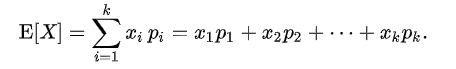 E[X] = \sum_{i=1}^{k} x_i p_i = x_1 p_1 + x_2 p_2 + \cdots + x_k p_k.